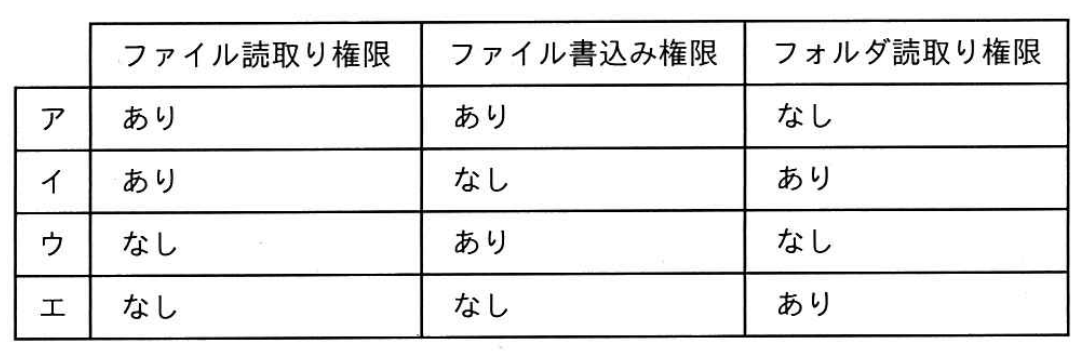 ファイル読取り権限 ファイル書込み権限 フォルダ読取り権限
ア あり あり なし
イ あり なし あり
ウ なし あり なし
エ なし なし あり